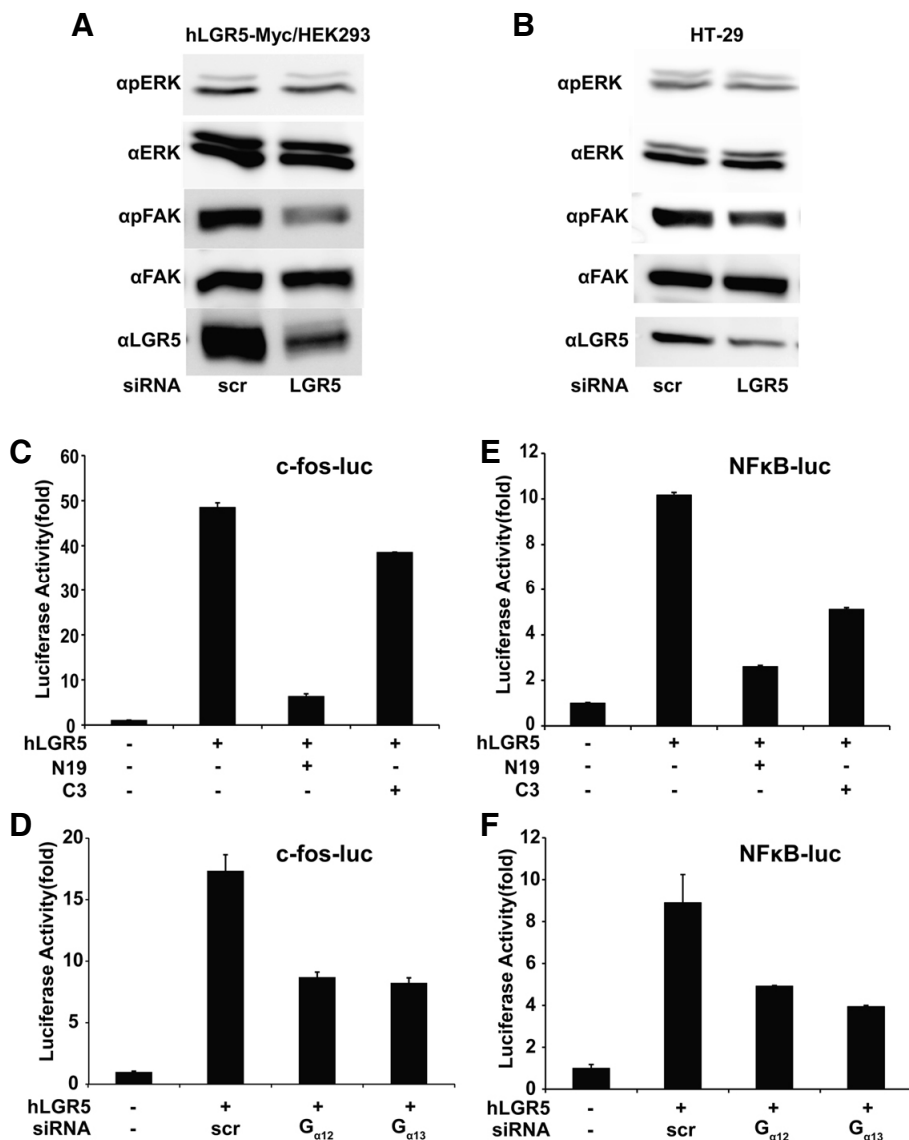 A
hLGR5-Myc/HEK293
αpERK
αERK
αpFAK
αFAK
αLGR5
siRNA scr LGR5
B
HT-29
αpERK
αERK
αpFAK
αFAK
αLGR5
siRNA scr LGR5
C
c-fos-luc
Luciferase Activity(fold)
60
50
40
30
20
10
0
hLGR5 - + + +
N19 - - + -
C3 - - - +
E
NFκB-luc
Luciferase Activity(fold)
12
10
8
6
4
2
0
hLGR5 - + + +
N19 - - + -
C3 - - - +
D
c-fos-luc
Luciferase Activity(fold)
20
15
10
5
0
hLGR5 - + + +
siRNA - scr Gα12 Gα13
F
NFκB-luc
Luciferase Activity(fold)
12
10
8
6
4
2
0
hLGR5 - + + +
siRNA - scr Gα12 Gα13